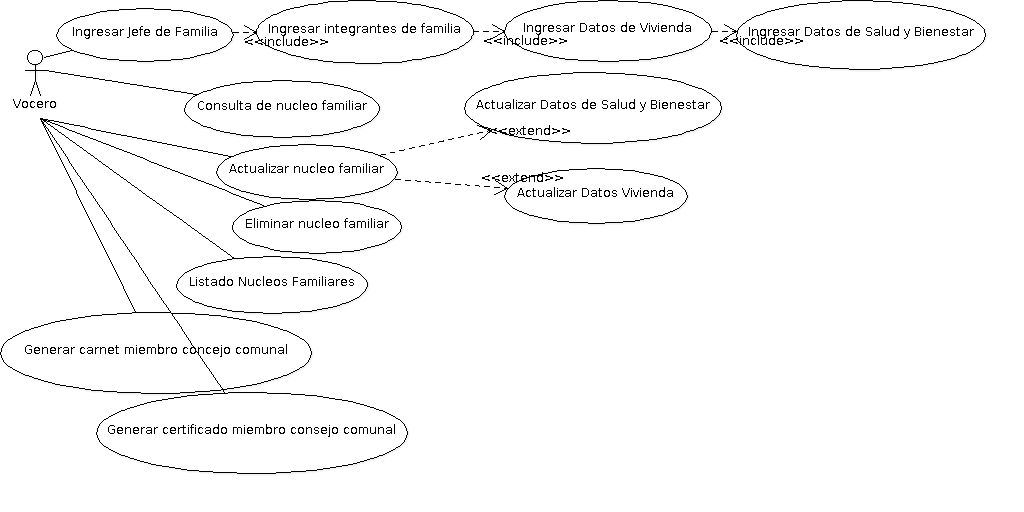 Ingresar Jefe de Familia
<<include>>
Ingresar integrantes de familia
<<include>>
Ingresar Datos de Vivienda
<<include>>
Ingresar Datos de Salud y Bienestar
Vocero
Consulta de nucleo familiar
Actualizar Datos de Salud y Bienestar
<<extend>>
Actualizar nucleo familiar
<<extend>>
Actualizar Datos Vivienda
Eliminar nucleo familiar
Listado Nucleos Familiares
Generar carnet miembro concejo comunal
Generar certificado miembro consejo comunal